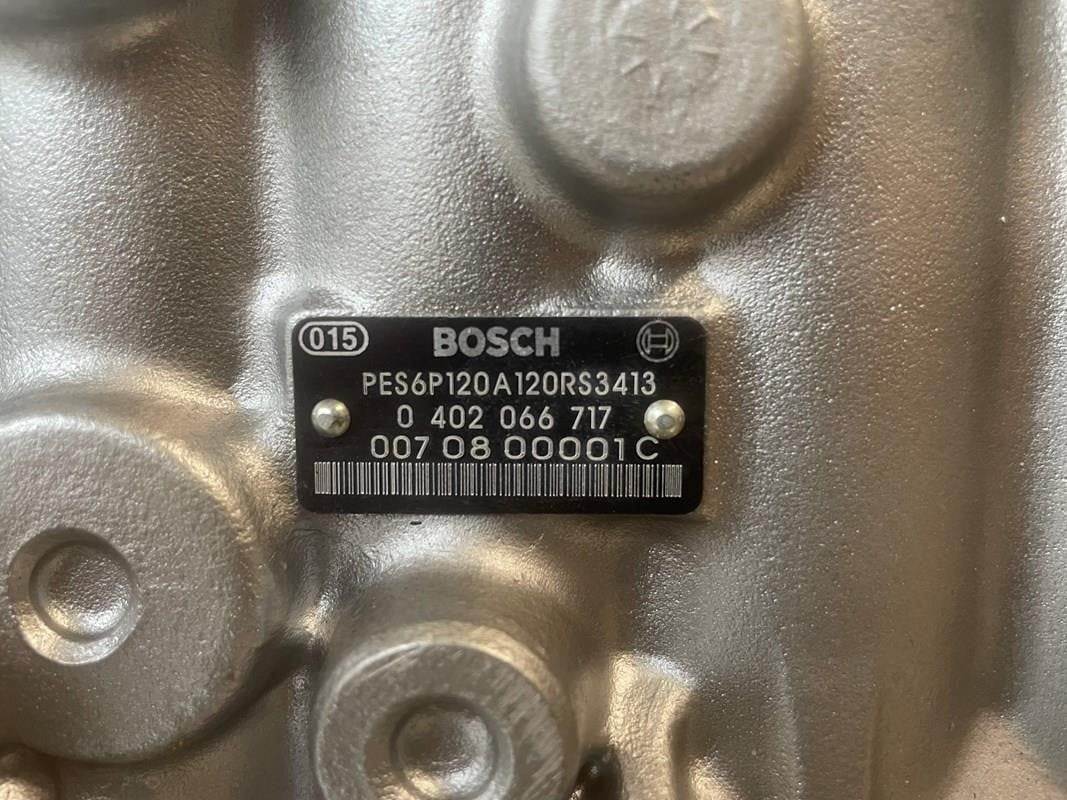 015 BOSCH
PES6P120A120RS3413
0 402 066 717
007 08 00001C